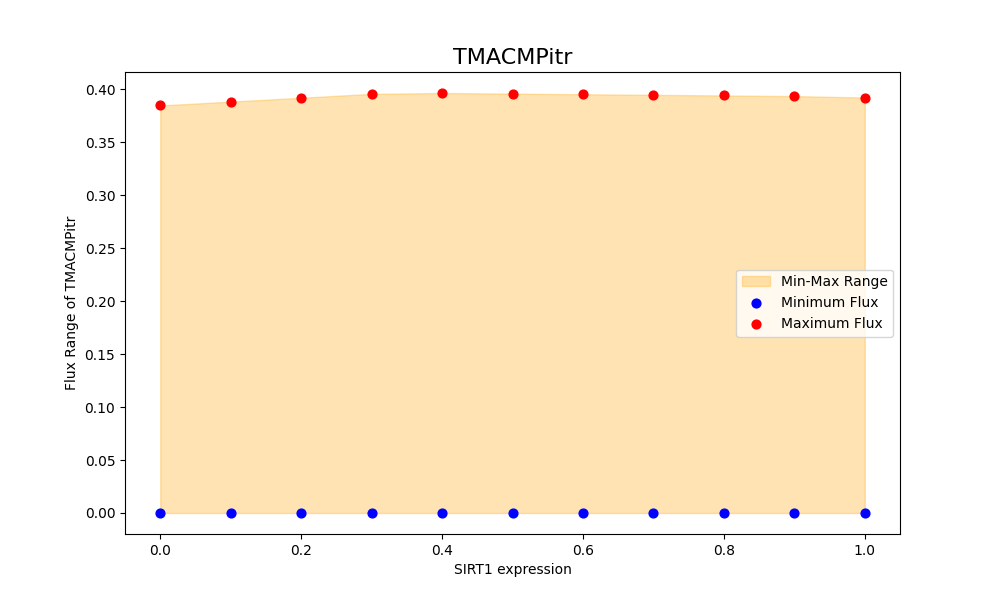 TMACMPitr
Flux Range of TMACMPitr
0.40
0.35
0.30
0.25
0.20
0.15
0.10
0.05
0.00
Min-Max Range
Minimum Flux
Maximum Flux
0.0 0.2 0.4 0.6 0.8 1.0
SIRT1 expression